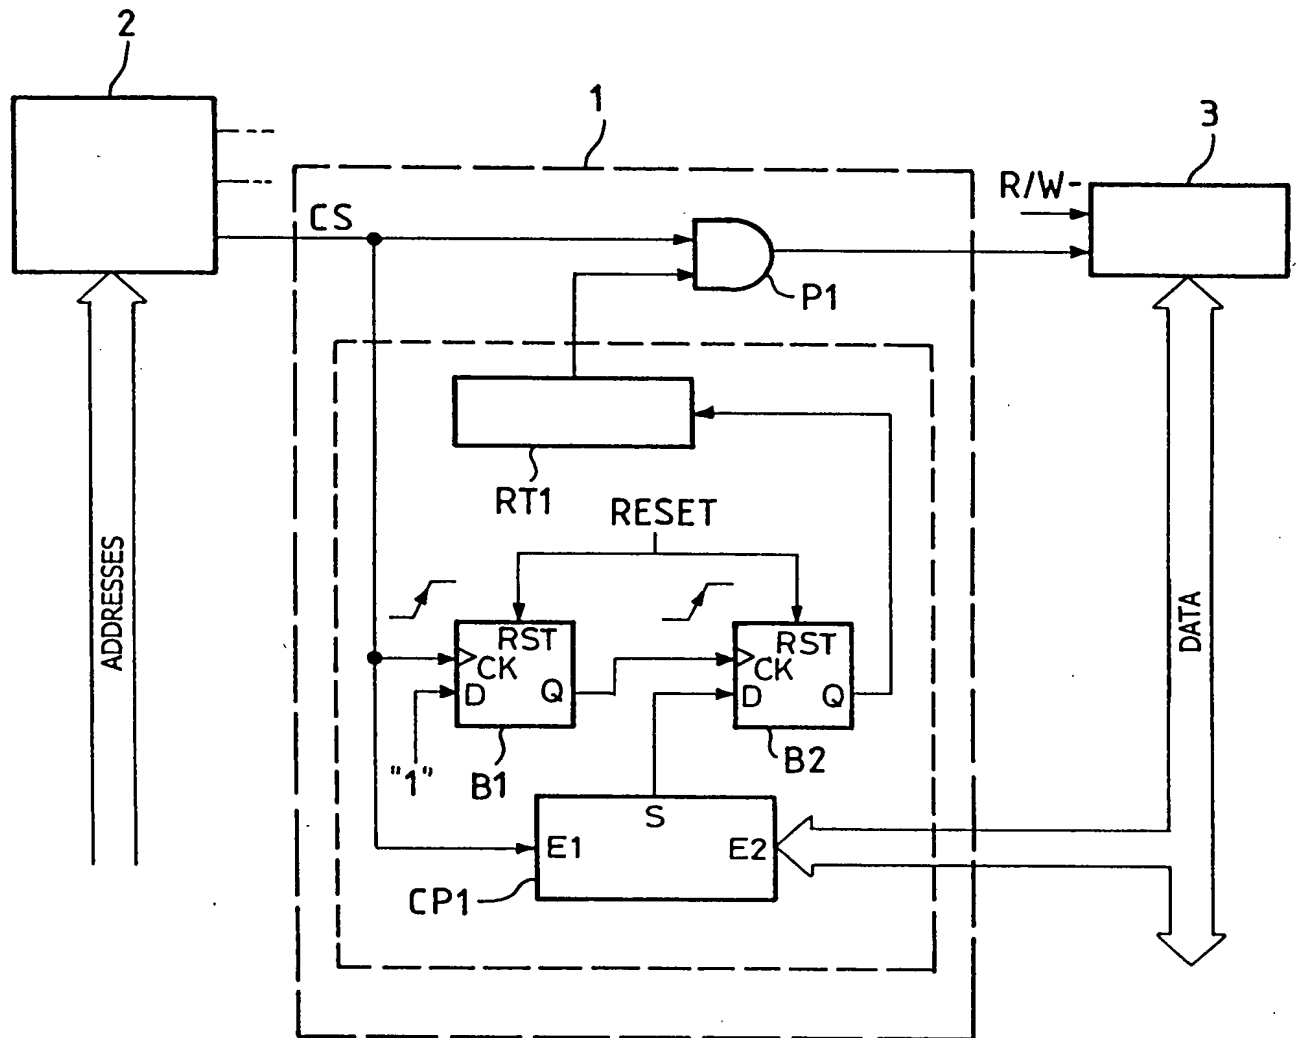 2
1
3
R/W-
CS
P1
RT1
RESET
ADDRESSES
DATA
RST
CK
D
Q
RST
CK
D
Q
"1"
B1
B2
S
E1
E2
CP1